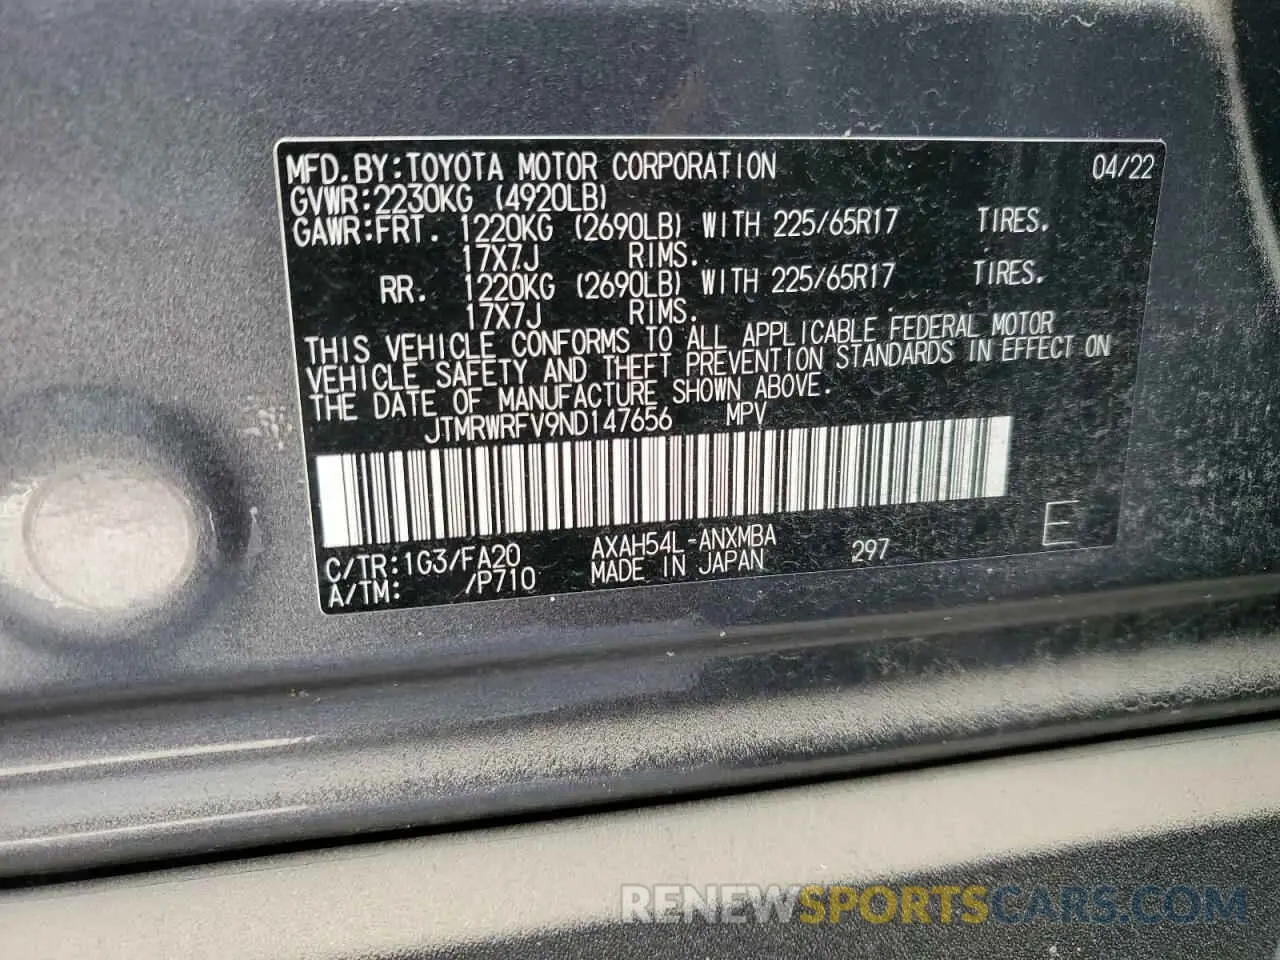 MFD.BY:TOYOTA MOTOR CORPORATION 04/22
GVWR:2230KG (4920LB)
GAWR:FRT. 1220KG (2690LB) WITH 225/65R17 TIRES.
17X7J RIMS.
RR. 1220KG (2690LB) WITH 225/65R17 TIRES.
17X7J RIMS.
THIS VEHICLE CONFORMS TO ALL APPLICABLE FEDERAL MOTOR
VEHICLE SAFETY AND THEFT PREVENTION STANDARDS IN EFFECT ON
THE DATE OF MANUFACTURE SHOWN ABOVE.
JTMRWRFV9ND147656 MPV
C/TR:1G3/FA20 AXAH54L-ANXMBA 297 E
A/TM: /P710 MADE IN JAPAN
RENEWSPORTSCARS.COM